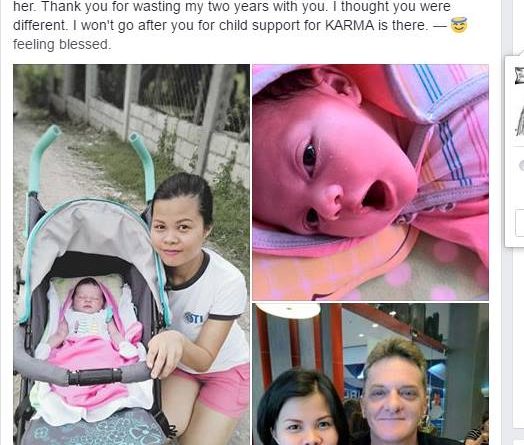 her. Thank you for wasting my two years with you. I thought you were
different. I won't go after you for child support for KARMA is there. — 😇
feeling blessed.
STI